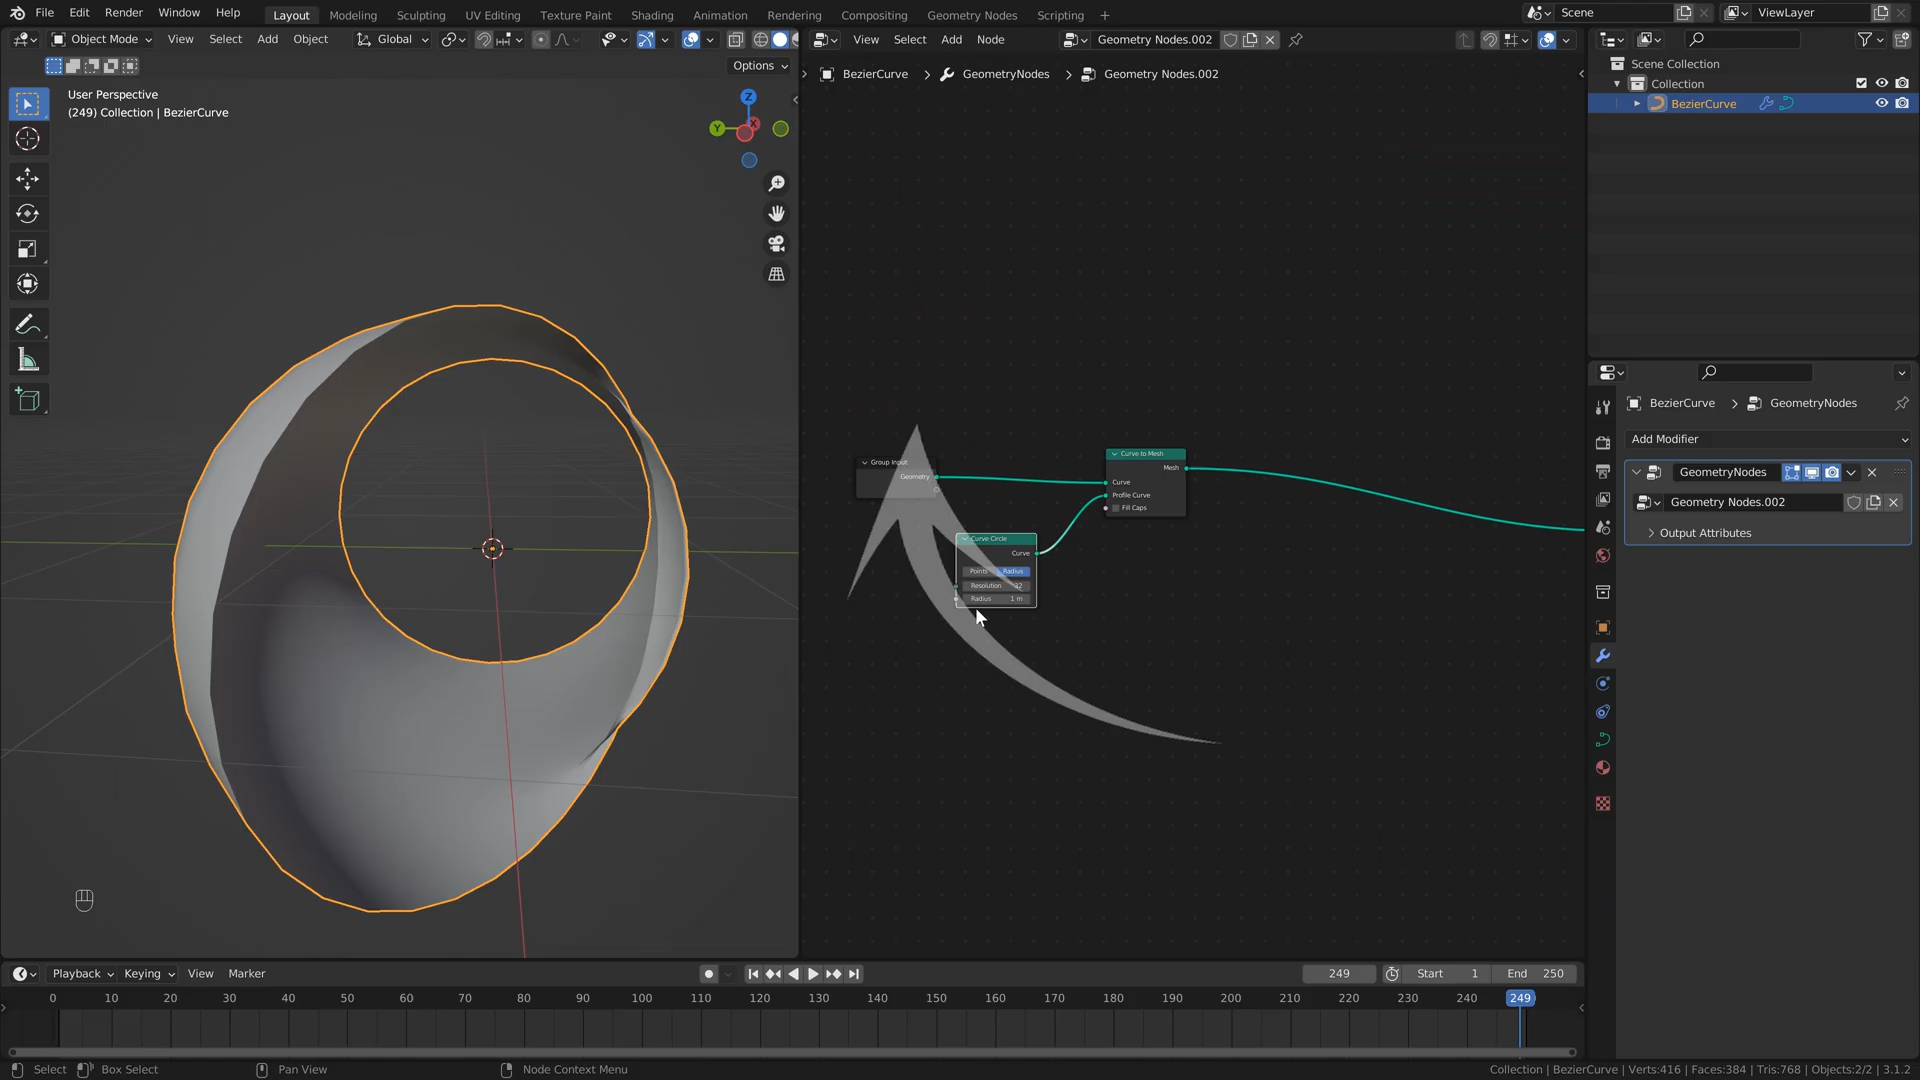 File Edit Render Window Help Layout Modeling Sculpting UV Editing Texture Paint Shading Animation Rendering Compositing Geometry Nodes Scripting + Scene ViewLayer
Object Mode View Select Add Object Global View Select Add Node Geometry Nodes.002
Options
BezierCurve > GeometryNodes > Geometry Nodes.002
User Perspective
(249) Collection | BezierCurve
Z
Y
X
Scene Collection
Collection
BezierCurve
Group Input
Geometry
Curve to Mesh
Mesh
Curve
Profile Curve
Fill Caps
Curve Circle
Curve
Points Radius
Resolution 32
Radius 1 m
BezierCurve > GeometryNodes
Add Modifier
GeometryNodes
Geometry Nodes.002
Output Attributes
Playback Keying View Marker 249 Start 1 End 250
0 10 20 30 40 50 60 70 80 90 100 110 120 130 140 150 160 170 180 190 200 210 220 230 240 249
Select Box Select Pan View Node Context Menu Collection | BezierCurve | Verts:416 | Faces:384 | Tris:768 | Objects:2/2 | 3.1.2